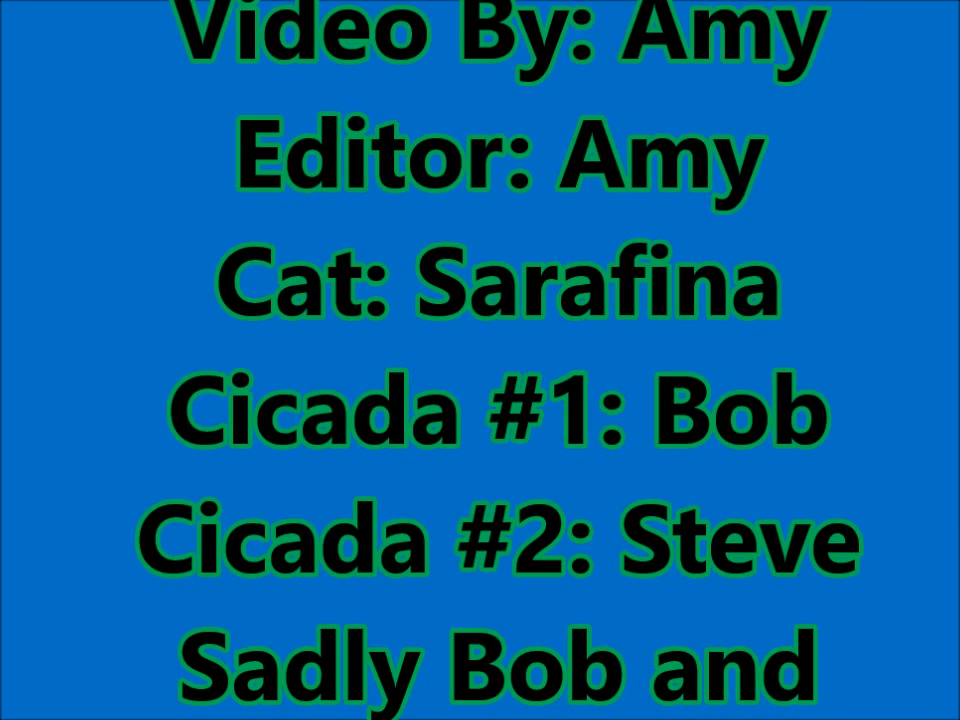 Video By: Amy
Editor: Amy
Cat: Sarafina
Cicada #1: Bob
Cicada #2: Steve
Sadly Bob and